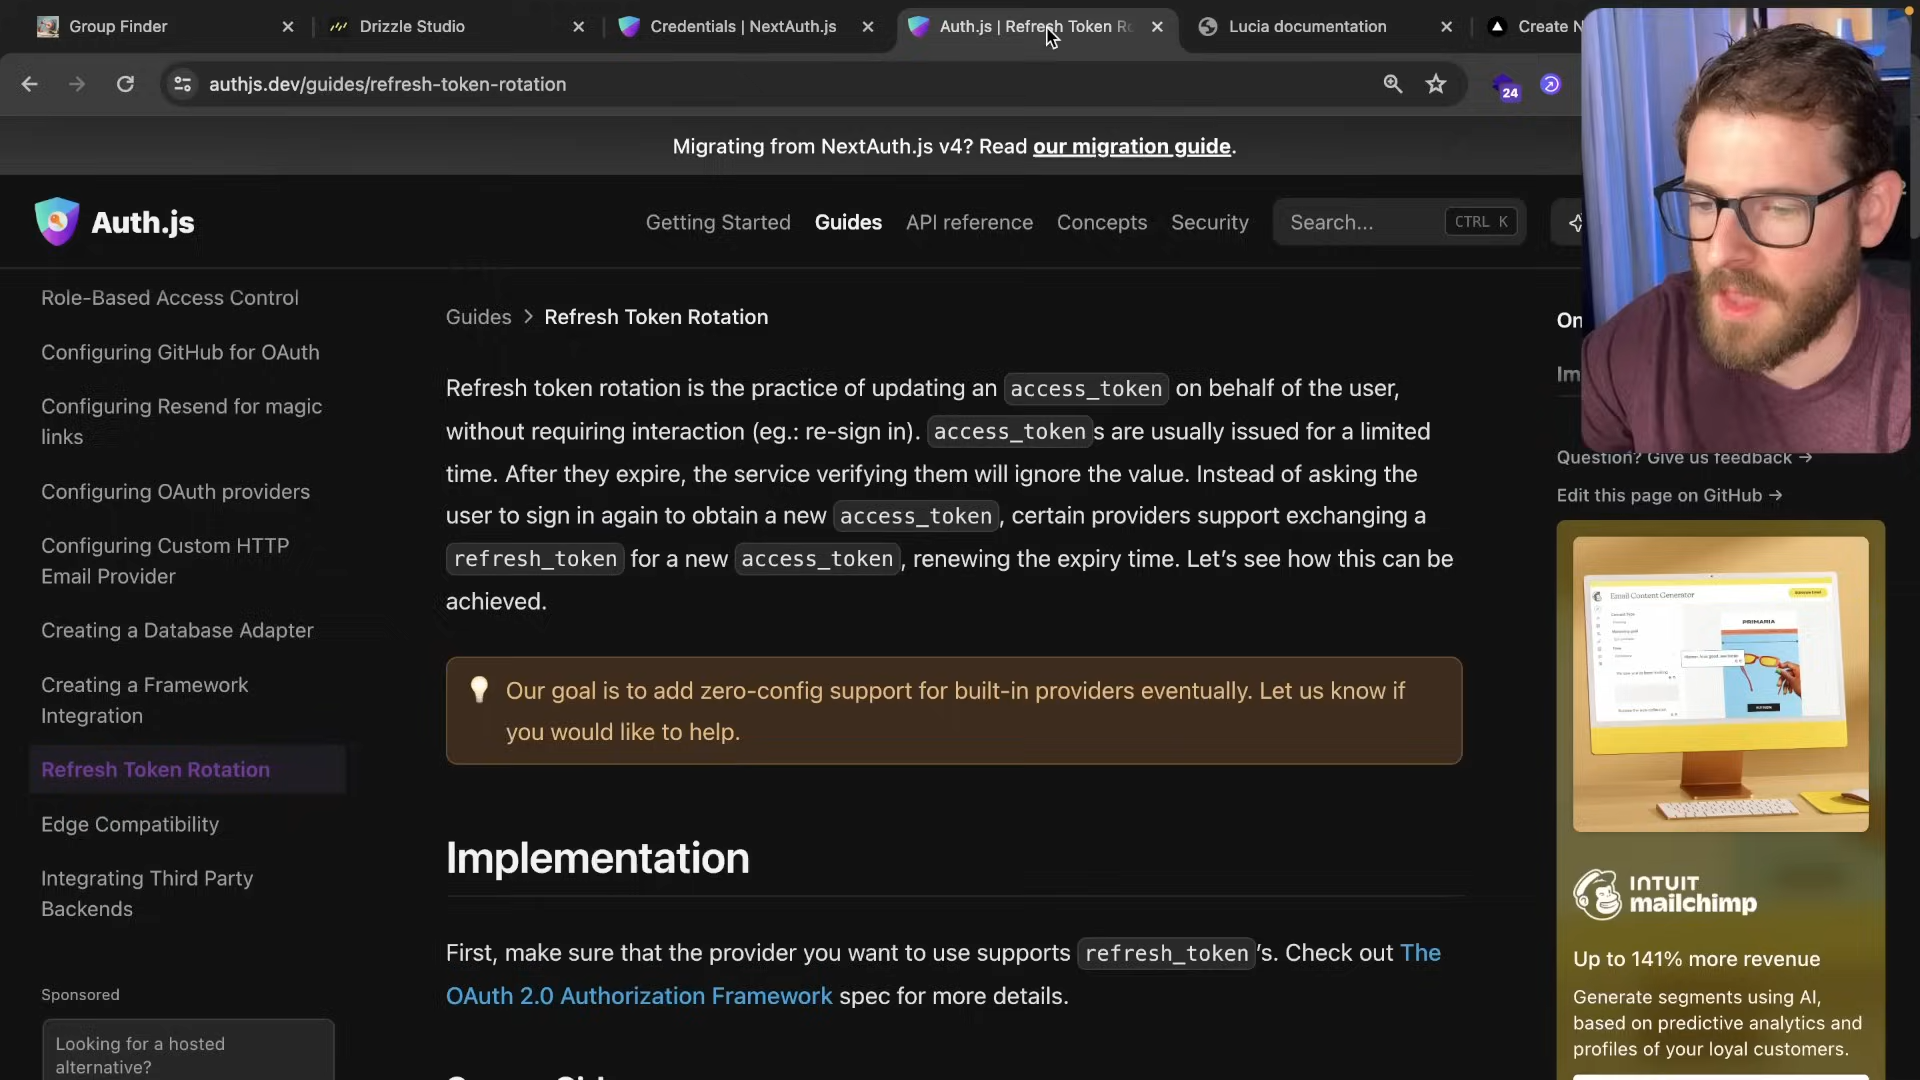 Group Finder
Drizzle Studio
Credentials | NextAuth.js
Auth.js | Refresh Token Ro
Lucia documentation
Create N
authjs.dev/guides/refresh-token-rotation
24
Migrating from NextAuth.js v4? Read our migration guide.
Auth.js
Getting Started
Guides
API reference
Concepts
Security
Search...
CTRL K
Role-Based Access Control
Configuring GitHub for OAuth
Configuring Resend for magic
links
Configuring OAuth providers
Configuring Custom HTTP
Email Provider
Creating a Database Adapter
Creating a Framework
Integration
Refresh Token Rotation
Edge Compatibility
Integrating Third Party
Backends
Sponsored
Looking for a hosted
alternative?
Guides > Refresh Token Rotation
Refresh token rotation is the practice of updating an access_token on behalf of the user,
without requiring interaction (eg.: re-sign in). access_tokens are usually issued for a limited
time. After they expire, the service verifying them will ignore the value. Instead of asking the
user to sign in again to obtain a new access_token, certain providers support exchanging a
refresh_token for a new access_token, renewing the expiry time. Let’s see how this can be
achieved.
Our goal is to add zero-config support for built-in providers eventually. Let us know if
you would like to help.
Implementation
First, make sure that the provider you want to use supports refresh_token’s. Check out The
OAuth 2.0 Authorization Framework spec for more details.
On
Im
Question? Give us feedback →
Edit this page on GitHub →
Email Content Generator
PRIMARIA
INTUIT
mailchimp
Up to 141% more revenue
Generate segments using AI,
based on predictive analytics and
profiles of your loyal customers.